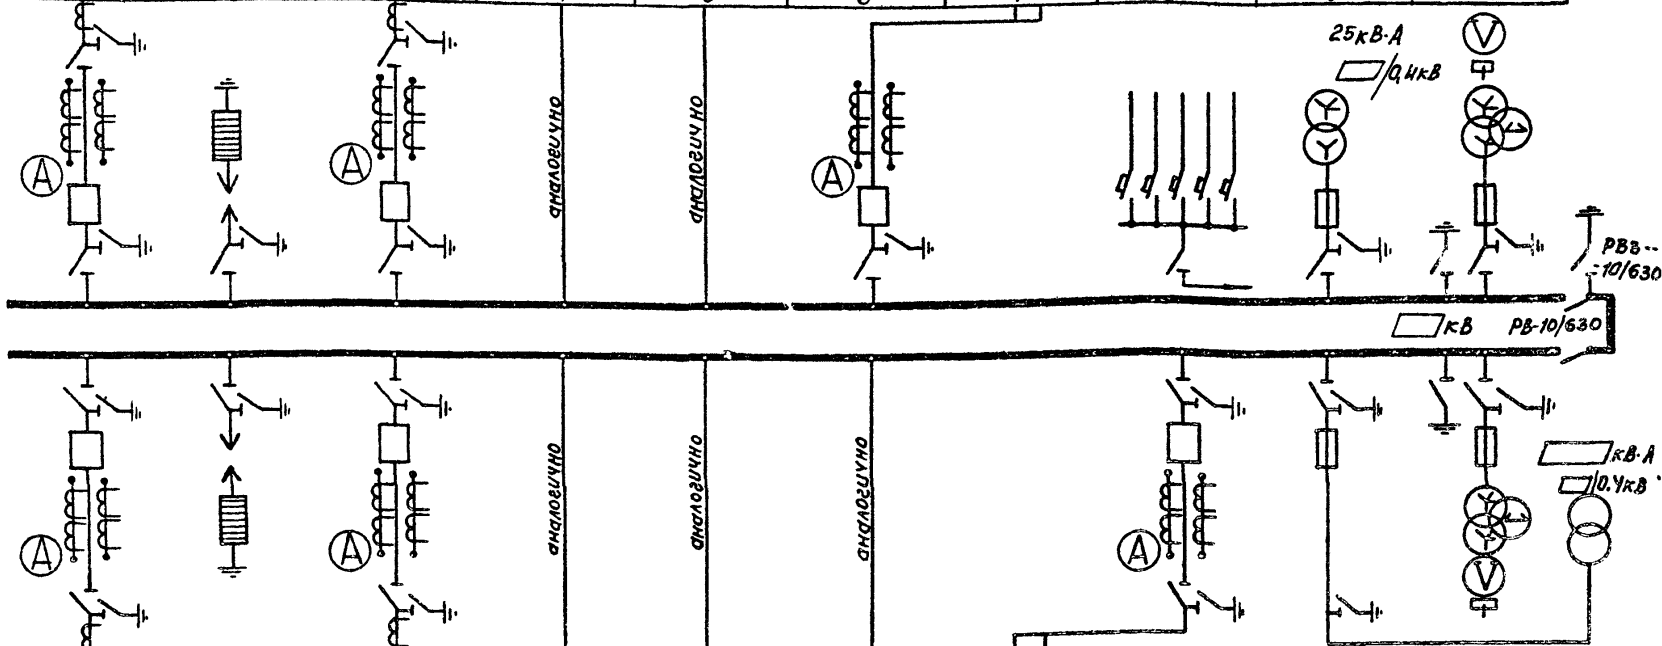 25кВ·А
/0,4кВ
V
A
A
аналогично
аналогично
A
РВЗ--
-10/630
кВ
РВ-10/630
A
A
аналогично
аналогично
аналогично
A
V
кВ·А
/0.4кВ